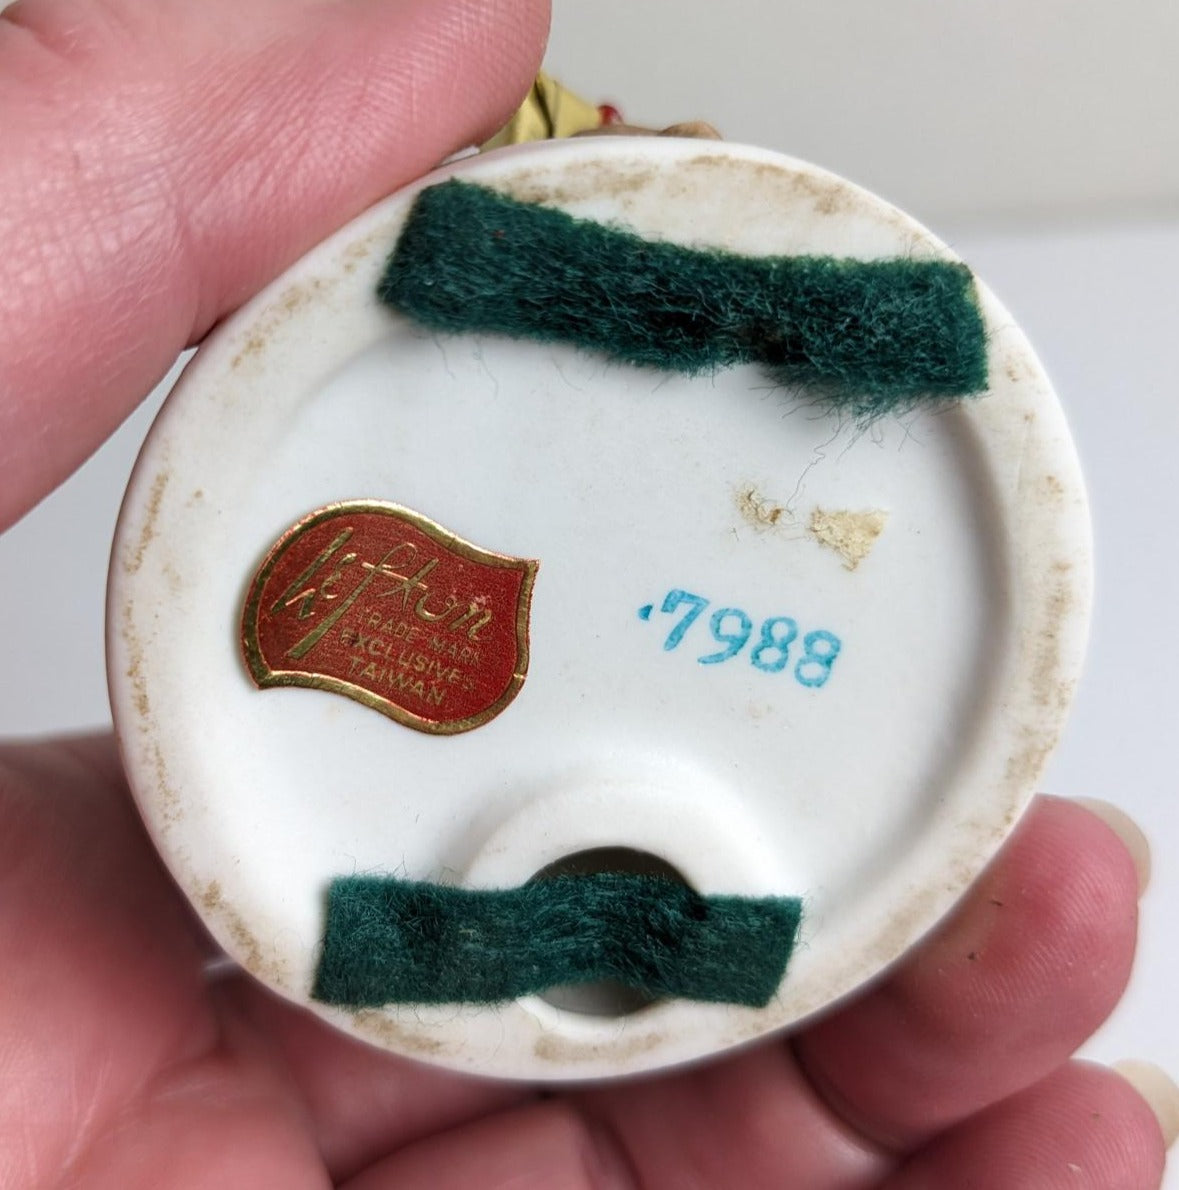 Lefton
TRADE MARK
EXCLUSIVES
TAIWAN
7988